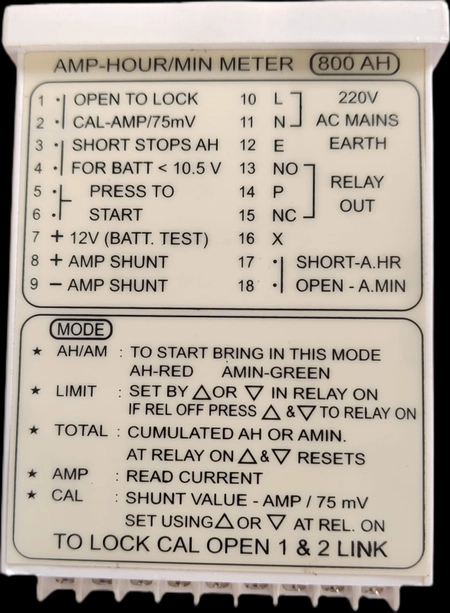 AMP-HOUR/MIN METER 800 AH
1 OPEN TO LOCK 10 L 220V
2 CAL-AMP/75mV 11 N AC MAINS
3 SHORT STOPS AH 12 E EARTH
4 FOR BATT < 10.5 V 13 NO
5 PRESS TO 14 P RELAY
6 START 15 NC OUT
7 + 12V (BATT. TEST) 16 X
8 + AMP SHUNT 17 SHORT-A.HR
9 − AMP SHUNT 18 OPEN - A.MIN
MODE
★ AH/AM : TO START BRING IN THIS MODE
AH-RED AMIN-GREEN
★ LIMIT : SET BY △ OR ▽ IN RELAY ON
IF REL OFF PRESS △ & ▽ TO RELAY ON
★ TOTAL : CUMULATED AH OR AMIN.
AT RELAY ON △ & ▽ RESETS
★ AMP : READ CURRENT
★ CAL : SHUNT VALUE - AMP / 75 mV
SET USING △ OR ▽ AT REL. ON
TO LOCK CAL OPEN 1 & 2 LINK